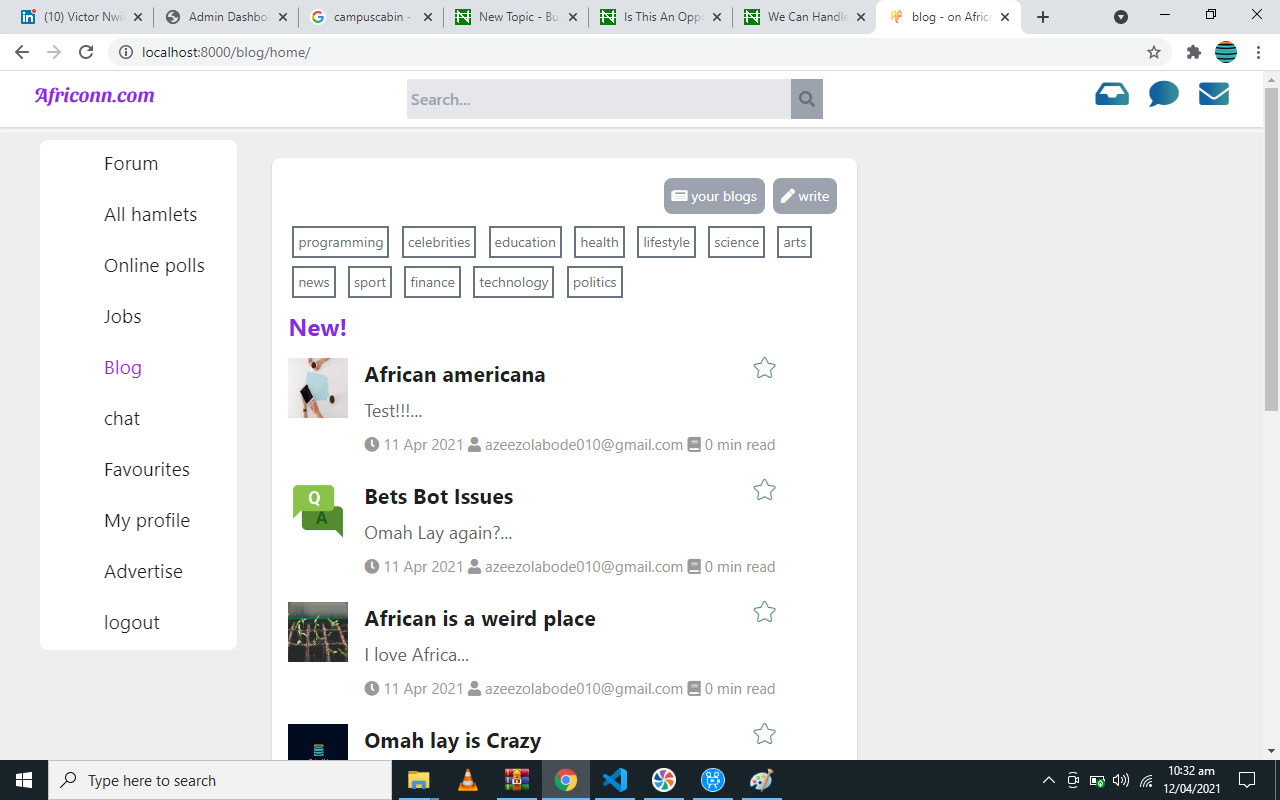 (10) Victor Nwil
Admin Dashbo
campuscabin -
New Topic - Bu
Is This An Oppo
We Can Handle
blog - on Afric
localhost:8000/blog/home/
Africonn.com
Search...
Forum
All hamlets
Online polls
Jobs
Blog
chat
Favourites
My profile
Advertise
logout
your blogs write
programming celebrities education health lifestyle science arts
news sport finance technology politics
New!
African americana
Test!!!...
11 Apr 2021 azeezolabode010@gmail.com 0 min read
Q
A
Bets Bot Issues
Omah Lay again?...
11 Apr 2021 azeezolabode010@gmail.com 0 min read
African is a weird place
I love Africa...
11 Apr 2021 azeezolabode010@gmail.com 0 min read
Omah lay is Crazy
Type here to search
10:32 am
12/04/2021